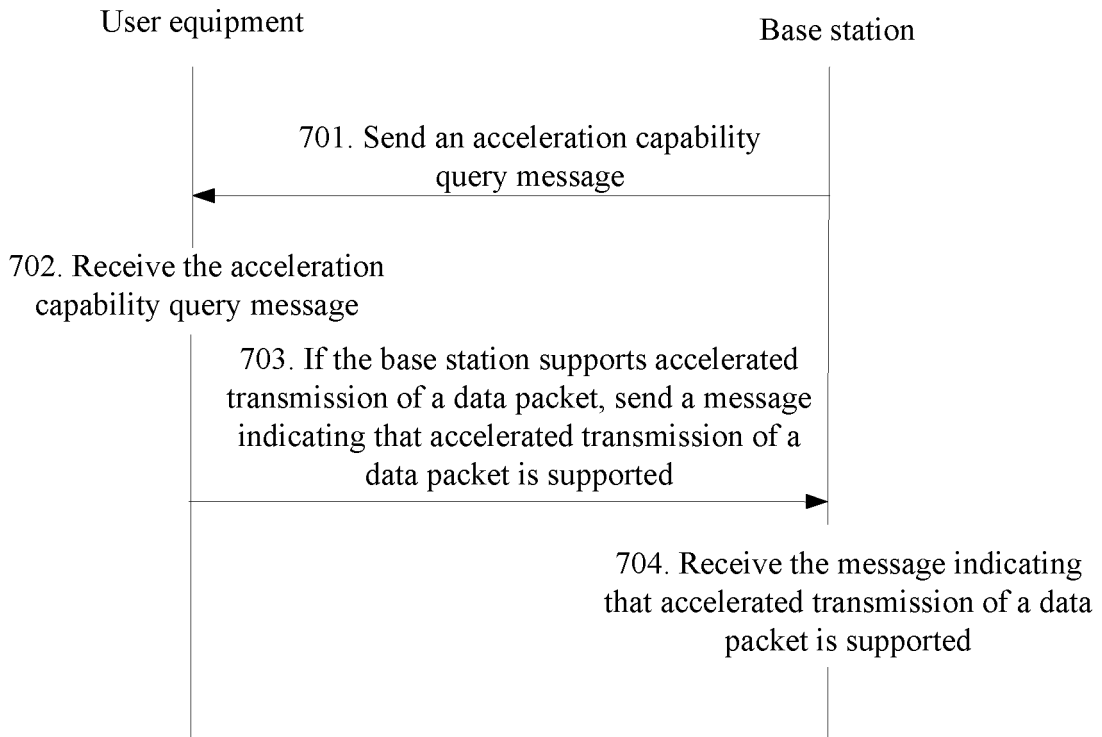 User equipment
Base station
701. Send an acceleration capability
query message
702. Receive the acceleration
capability query message
703. If the base station supports accelerated
transmission of a data packet, send a message
indicating that accelerated transmission of a
data packet is supported
704. Receive the message indicating
that accelerated transmission of a data
packet is supported